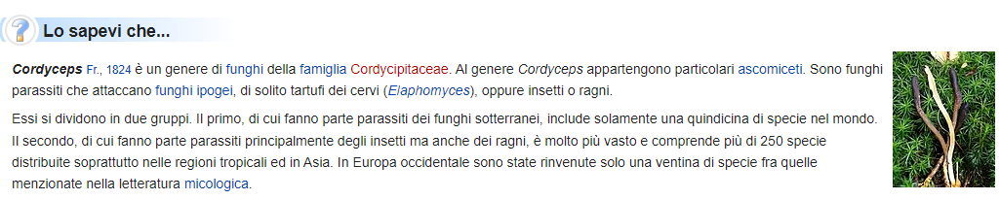 Lo sapevi che...
Cordyceps Fr., 1824 è un genere di funghi della famiglia Cordycipitaceae. Al genere Cordyceps appartengono particolari ascomiceti. Sono funghi
parassiti che attaccano funghi ipogei, di solito tartufi dei cervi (Elaphomyces), oppure insetti o ragni.
Essi si dividono in due gruppi. Il primo, di cui fanno parte parassiti dei funghi sotterranei, include solamente una quindicina di specie nel mondo.
Il secondo, di cui fanno parte parassiti principalmente degli insetti ma anche dei ragni, è molto più vasto e comprende più di 250 specie
distribuite soprattutto nelle regioni tropicali ed in Asia. In Europa occidentale sono state rinvenute solo una ventina di specie fra quelle
menzionate nella letteratura micologica.